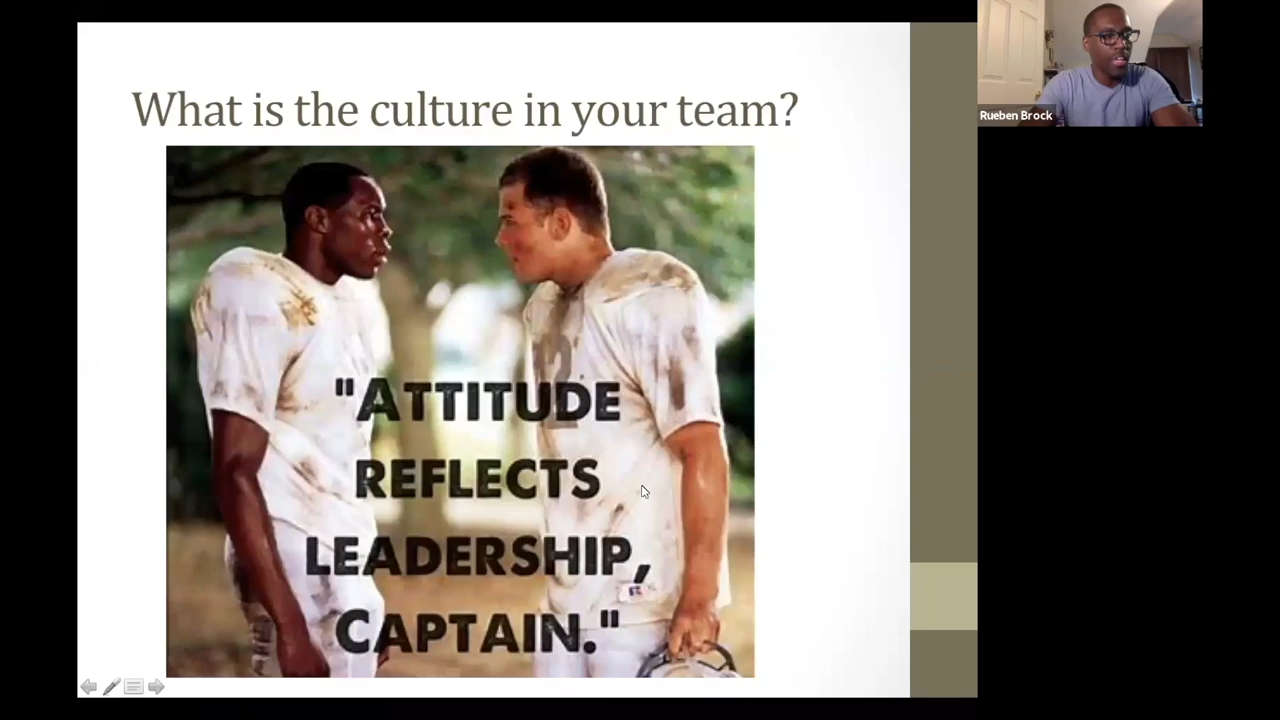 What is the culture in your team?
"ATTITUDE
REFLECTS
LEADERSHIP,
CAPTAIN."
Rueben Brock